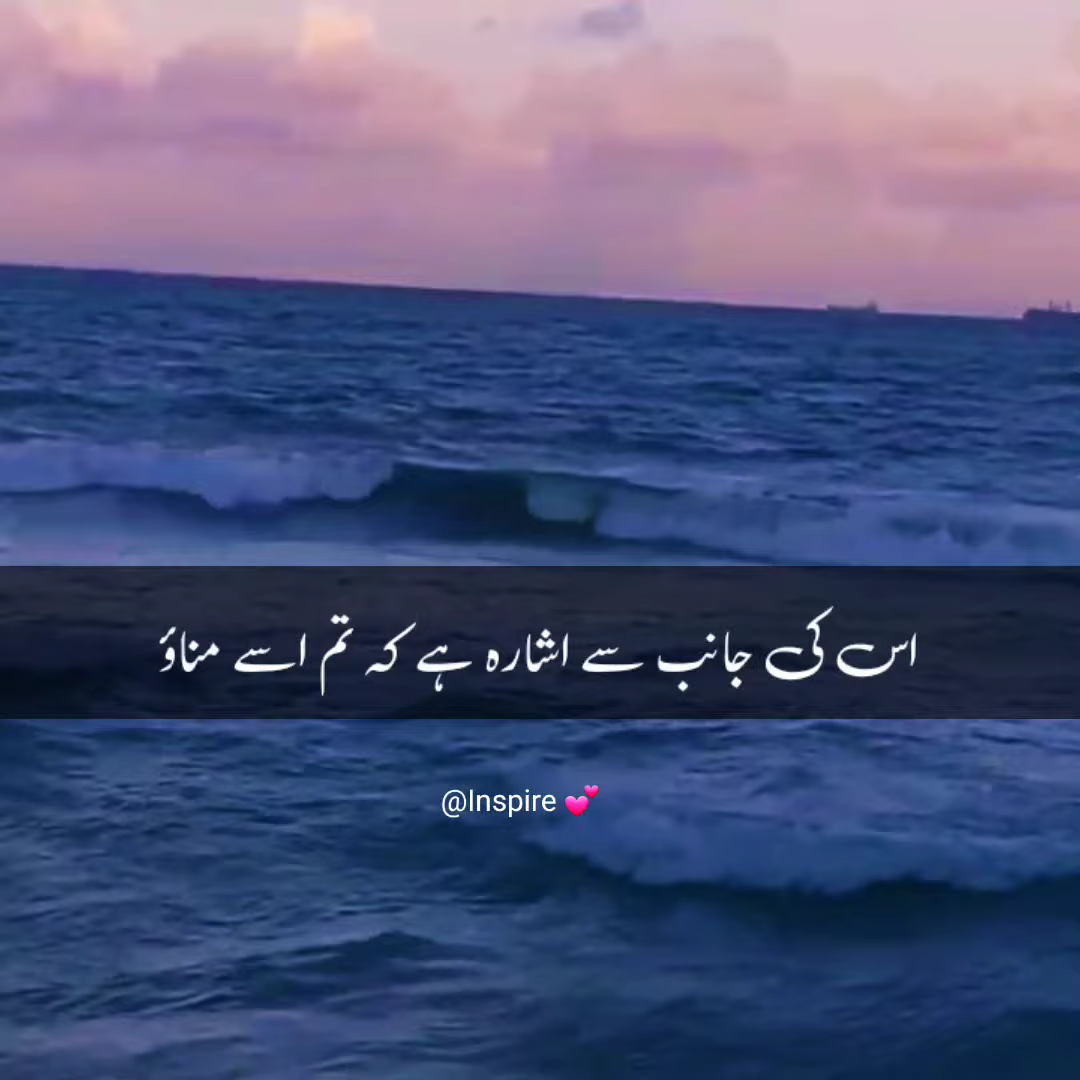 اس کی جانب سے اشارہ ہے کہ تم اسے مناؤ
@Inspire 💕